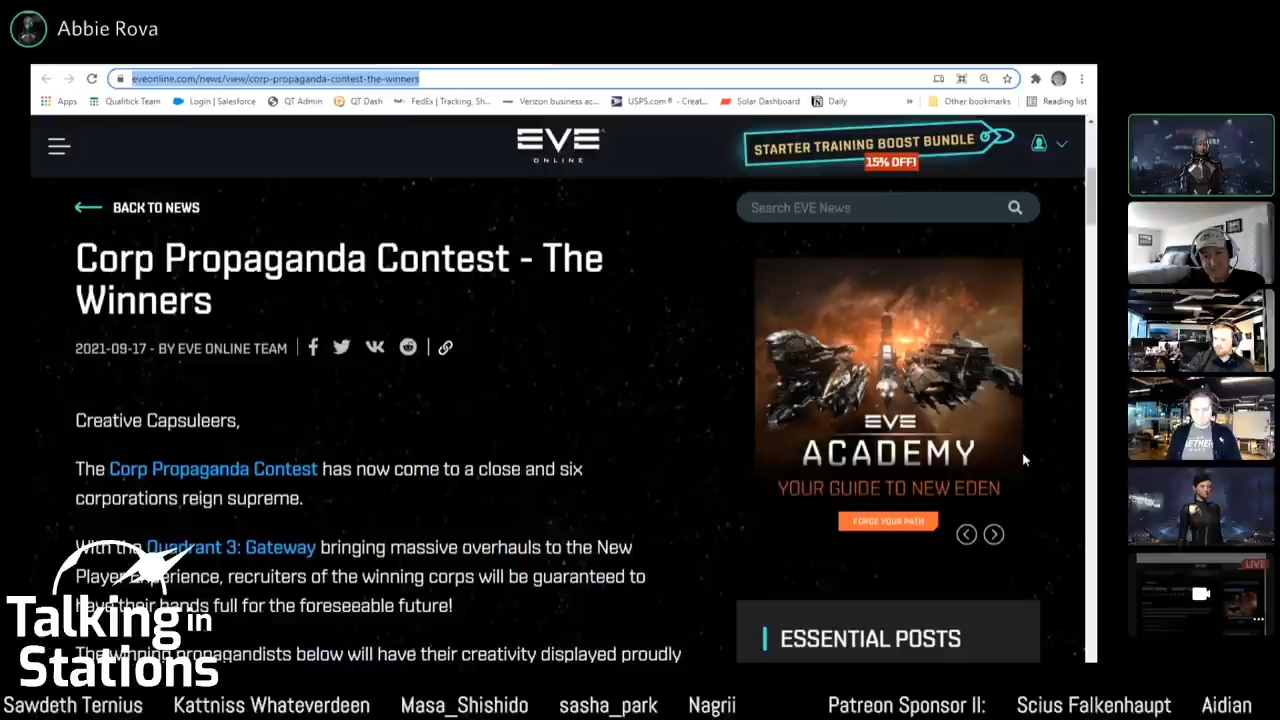 Abbie Rova
eveonline.com/news/view/corp-propaganda-contest-the-winners
Apps Qualitick Team Login | Salesforce QT Admin QT Dash FedEx | Tracking, Sh... Verizon business ac... USPS.com® - Creat... Solar Dashboard Daily » Other bookmarks Reading list
EVE
ONLINE
STARTER TRAINING BOOST BUNDLE
15% OFF!
BACK TO NEWS
Search EVE News
Corp Propaganda Contest - The
Winners
2021-09-17 - BY EVE ONLINE TEAM
Creative Capsuleers,
The Corp Propaganda Contest has now come to a close and six
corporations reign supreme.
With the Quadrant 3: Gateway bringing massive overhauls to the New
Player Experience, recruiters of the winning corps will be guaranteed to
have their hands full for the foreseeable future!
The winning propagandists below will have their creativity displayed proudly
EVE
ACADEMY
YOUR GUIDE TO NEW EDEN
FORGE YOUR PATH
ESSENTIAL POSTS
LIVE
Talking in
Stations
Sawdeth Ternius Kattniss Whateverdeen Masa_Shishido sasha_park Nagrii Patreon Sponsor II: Scius Falkenhaupt Aidian